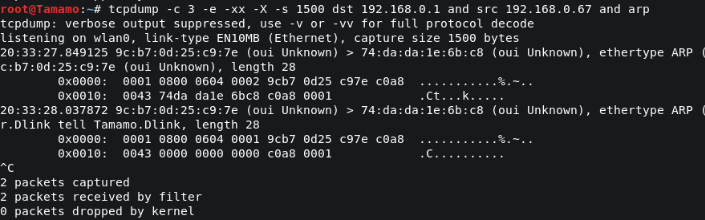 root@Tamamo:~# tcpdump -c 3 -e -xx -X -s 1500 dst 192.168.0.1 and src 192.168.0.67 and arp
tcpdump: verbose output suppressed, use -v or -vv for full protocol decode
listening on wlan0, link-type EN10MB (Ethernet), capture size 1500 bytes
20:33:27.849125 9c:b7:0d:25:c9:7e (oui Unknown) > 74:da:da:1e:6b:c8 (oui Unknown), ethertype ARP (
c:b7:0d:25:c9:7e (oui Unknown), length 28
0x0000:  0001 0800 0604 0002 9cb7 0d25 c97e c0a8  ...........%.~..
0x0010:  0043 74da da1e 6bc8 c0a8 0001            .Ct...k.....
20:33:28.037872 9c:b7:0d:25:c9:7e (oui Unknown) > 74:da:da:1e:6b:c8 (oui Unknown), ethertype ARP (
r.Dlink tell Tamamo.Dlink, length 28
0x0000:  0001 0800 0604 0001 9cb7 0d25 c97e c0a8  ...........%.~..
0x0010:  0043 0000 0000 0000 c0a8 0001            .C..........
^C
2 packets captured
2 packets received by filter
0 packets dropped by kernel